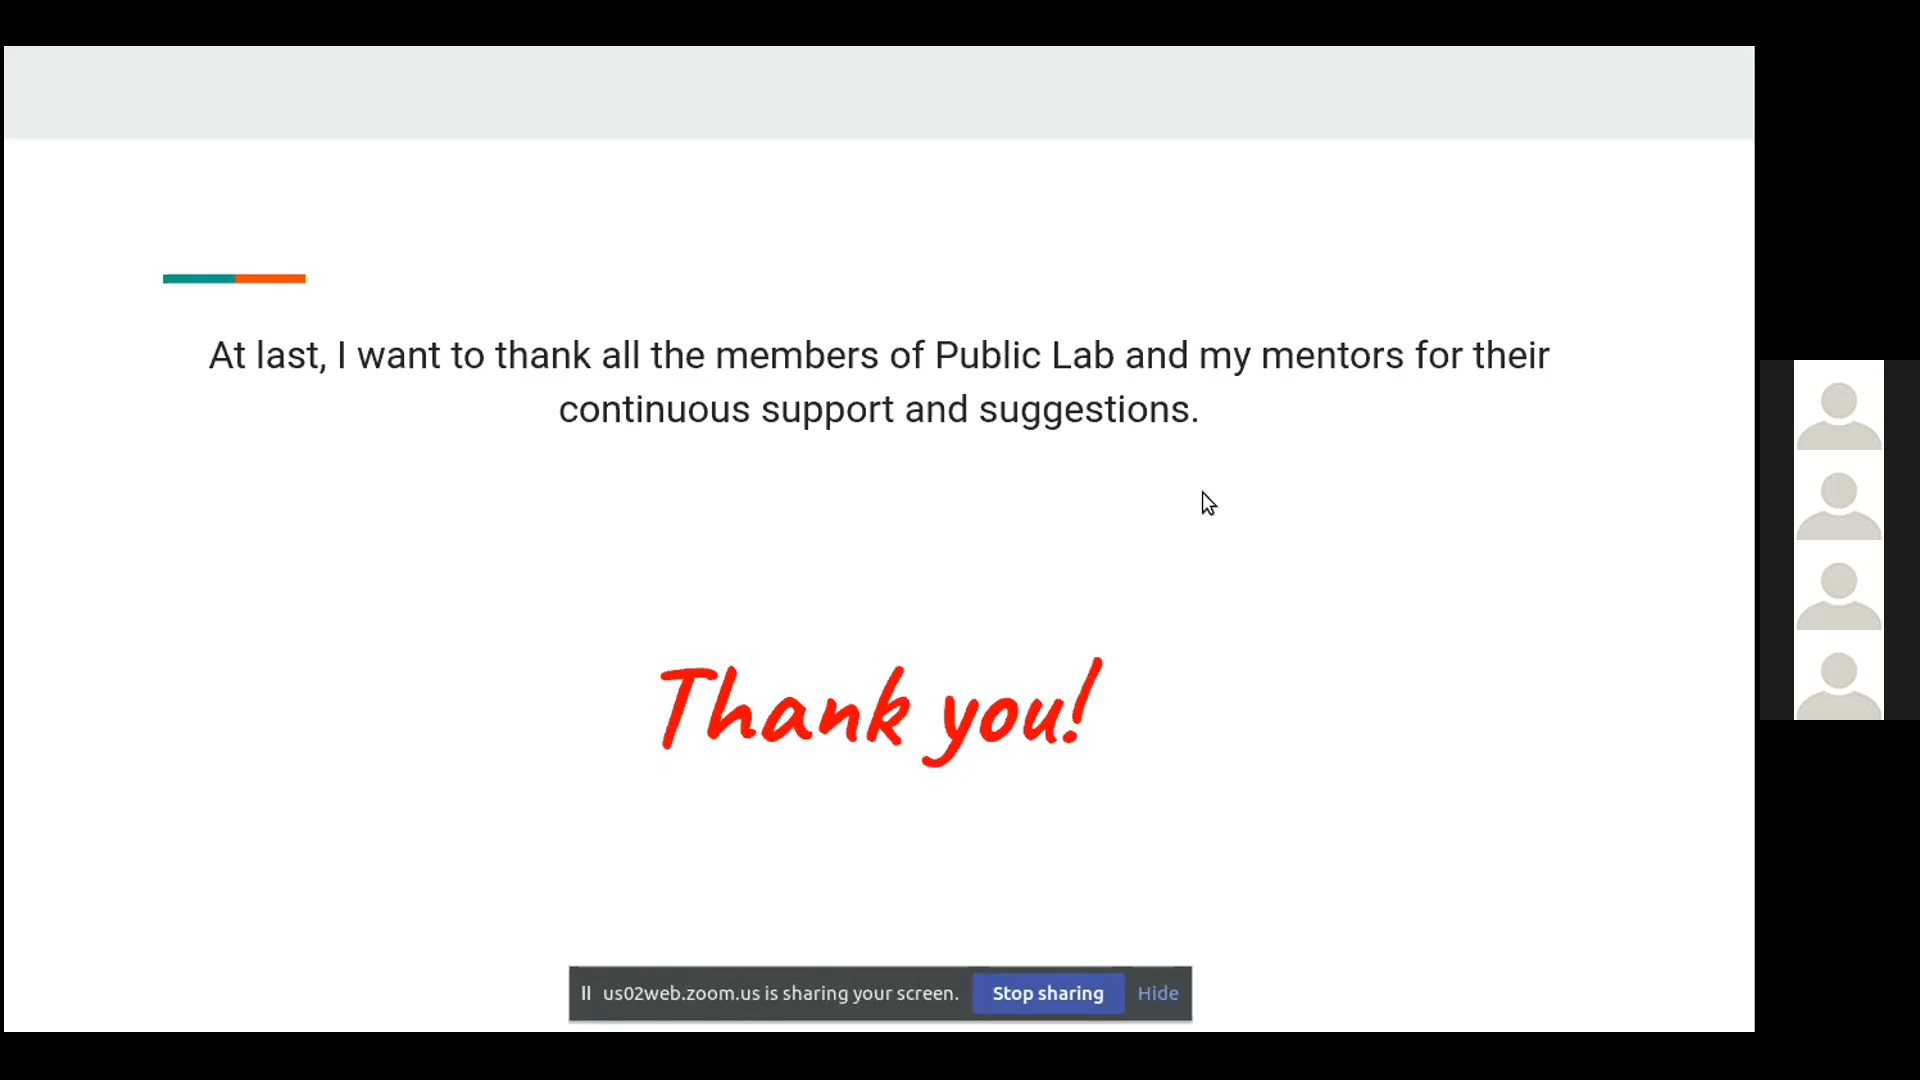 At last, I want to thank all the members of Public Lab and my mentors for their
continuous support and suggestions.
Thank you!
us02web.zoom.us is sharing your screen. Stop sharing Hide